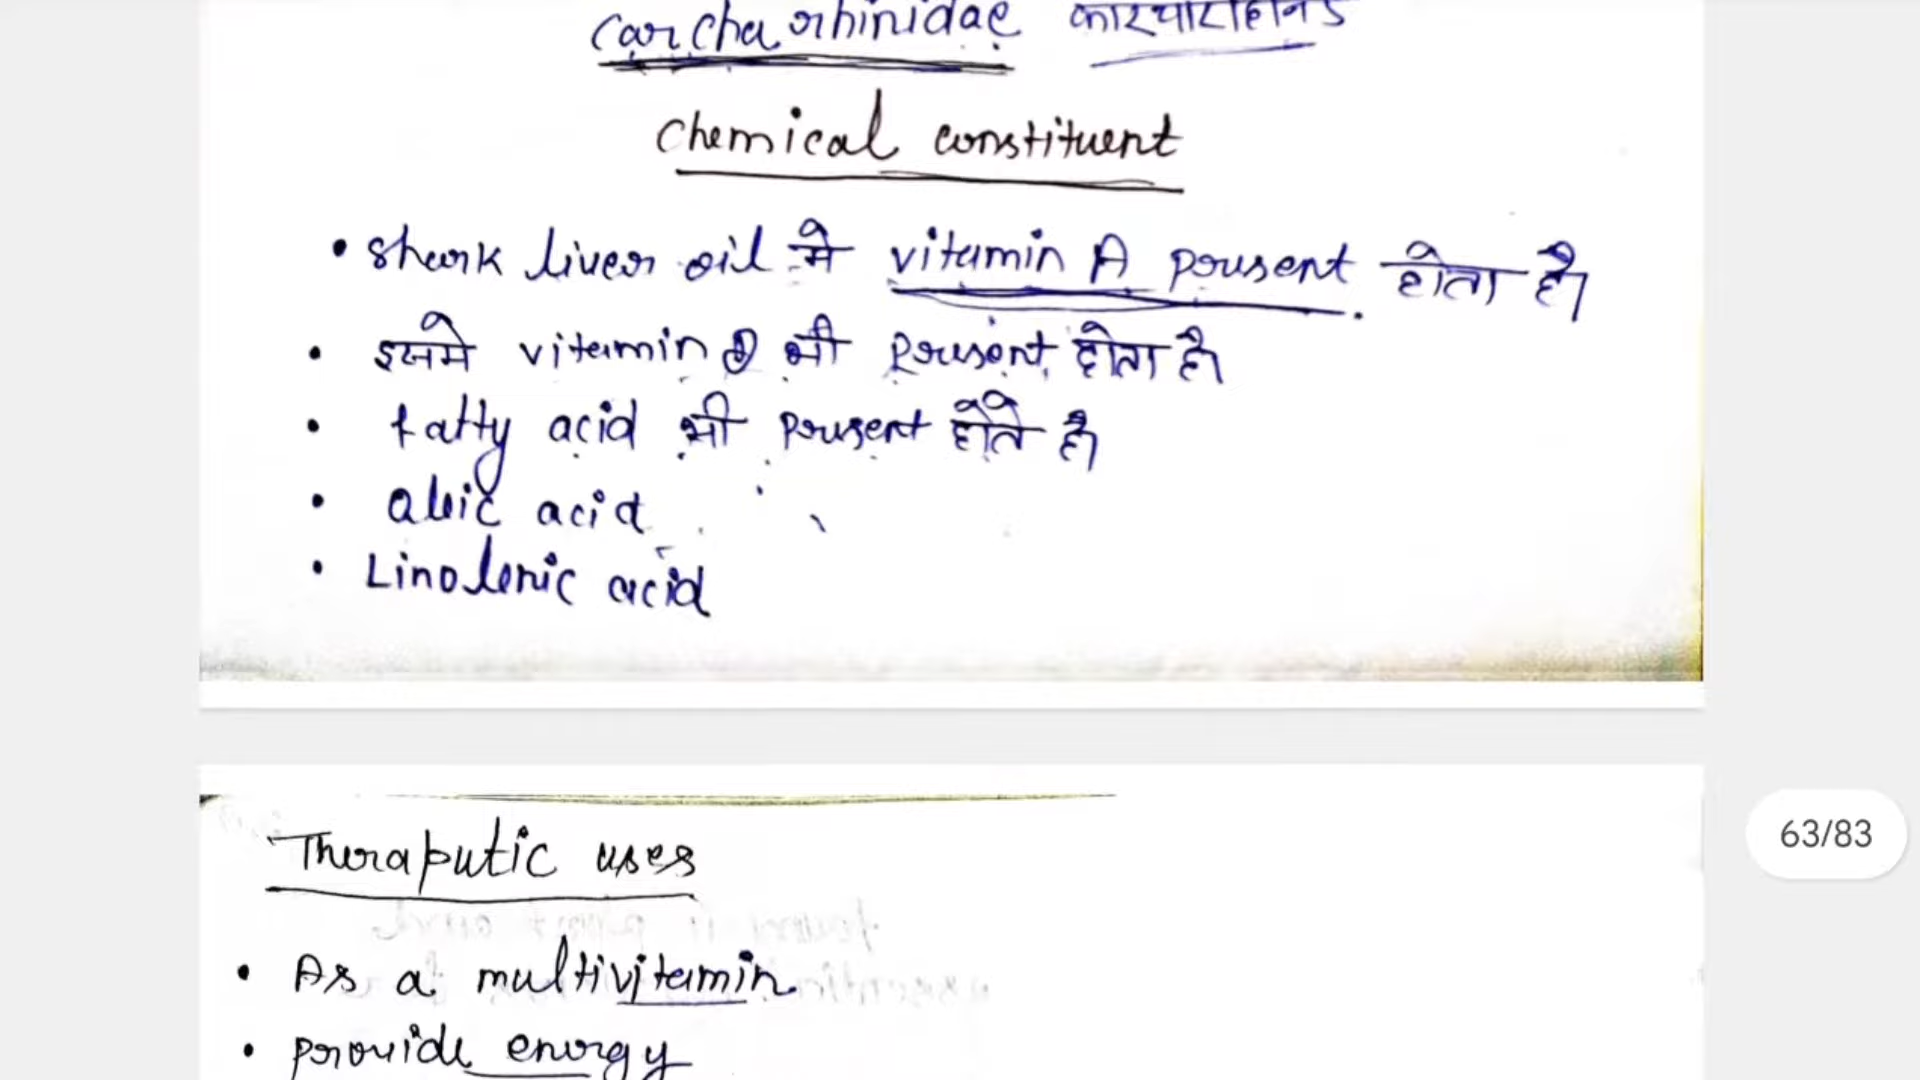 Carcharhinidae कारचारहिनिडे
Chemical constituent
• Shark liver oil मे vitamin A present होता है।
• इसमे vitamin D भी present होता है।
• fatty acid भी present होते है।
• Oleic acid
• Linolenic acid
63/83
Theraputic uses
• As a multivitamin
• provide energy